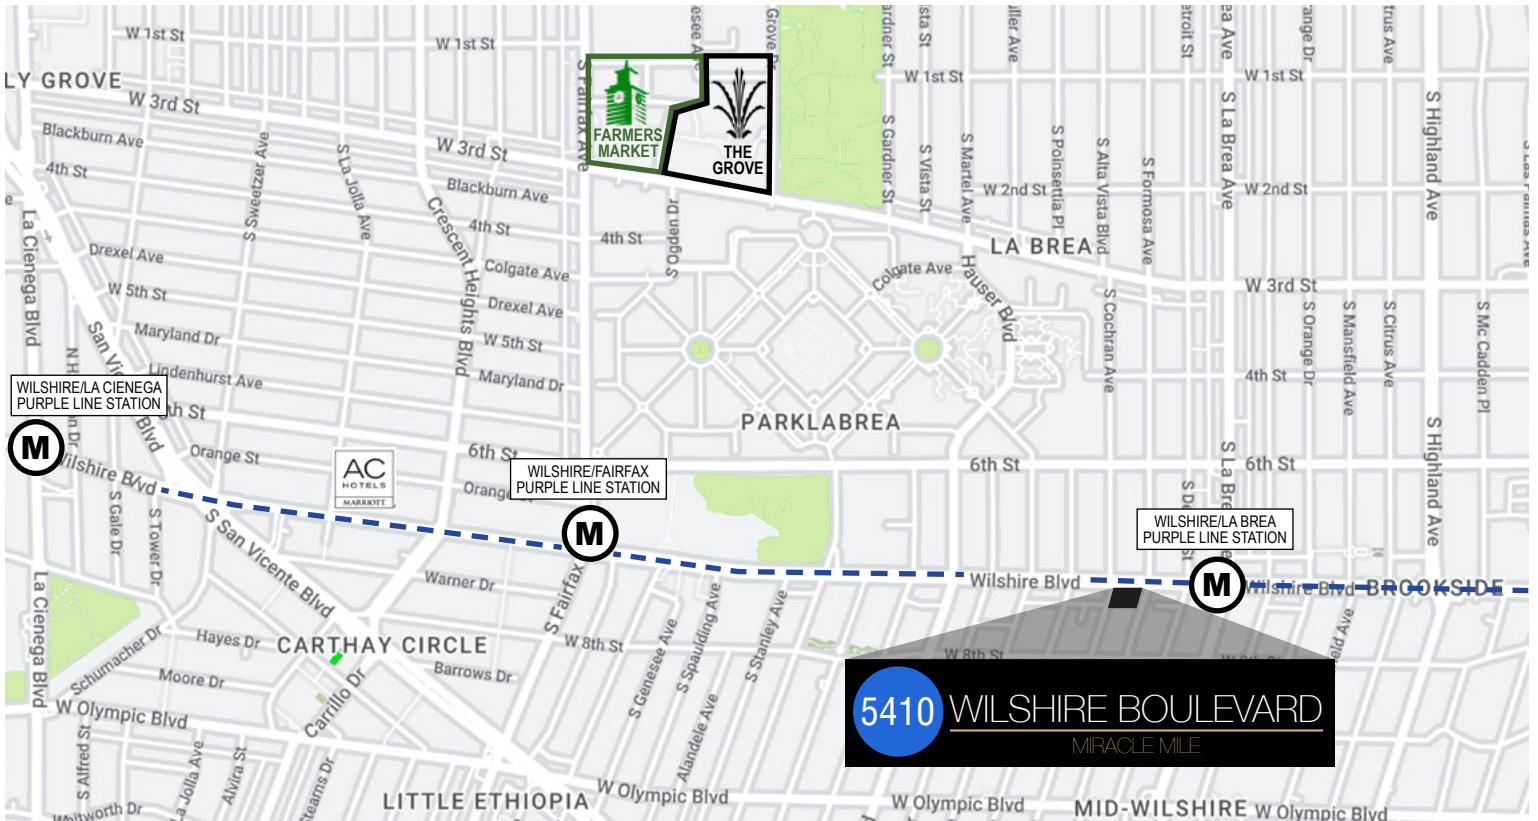 W 1st St
W 1st St
W 1st St
W 1st St
LY GROVE
W 3rd St
Blackburn Ave
4th St
S Sweetzer Ave
S La Jolla Ave
W 3rd St
Blackburn Ave
4th St
Crescent Heights Blvd
S Fairfax Ave
FARMERS
MARKET
THE
GROVE
Grove Dr
S Ogden Dr
4th St
S Gardner St
S Vista St
S Martel Ave
W 2nd St
S Poinsettia Pl
S Alta Vista Blvd
S Formosa Ave
S La Brea Ave
W 2nd St
S Highland Ave
LA BREA
La Cienega Blvd
Drexel Ave
W 5th St
Maryland Dr
Lindenhurst Ave
Colgate Ave
Drexel Ave
W 5th St
Maryland Dr
Colgate Ave
Hauser Blvd
S Cochran Ave
W 3rd St
S Orange Dr
S Mansfield Ave
S Citrus Ave
S Mc Cadden Pl
4th St
WILSHIRE/LA CIENEGA
PURPLE LINE STATION
M
Wilshire Blvd
Orange St
AC
HOTELS
MARRIOTT
6th St
Orange
WILSHIRE/FAIRFAX
PURPLE LINE STATION
M
PARKLABREA
6th St
6th St
S Highland Ave
WILSHIRE/LA BREA
PURPLE LINE STATION
M
S Gale Dr
S Tower Dr
S San Vicente Blvd
La Cienega Blvd
Warner Dr
S Fairfax
Wilshire Blvd
Wilshire Blvd
BROOKSIDE
Schumacher Dr
Hayes Dr
CARTHAY CIRCLE
Moore Dr
Carrillo Dr
Barrows Dr
W 8th St
S Genesee Ave
S Spaulding Ave
S Stanley Ave
Alandele Ave
W 8th St
5410
WILSHIRE BOULEVARD
MIRACLE MILE
W Olympic Blvd
S Alfred St
La Jolla Ave
Alvira St
Stearns Dr
Whitworth Dr
LITTLE ETHIOPIA
W Olympic Blvd
W Olympic Blvd
MID-WILSHIRE
W Olympic Blvd